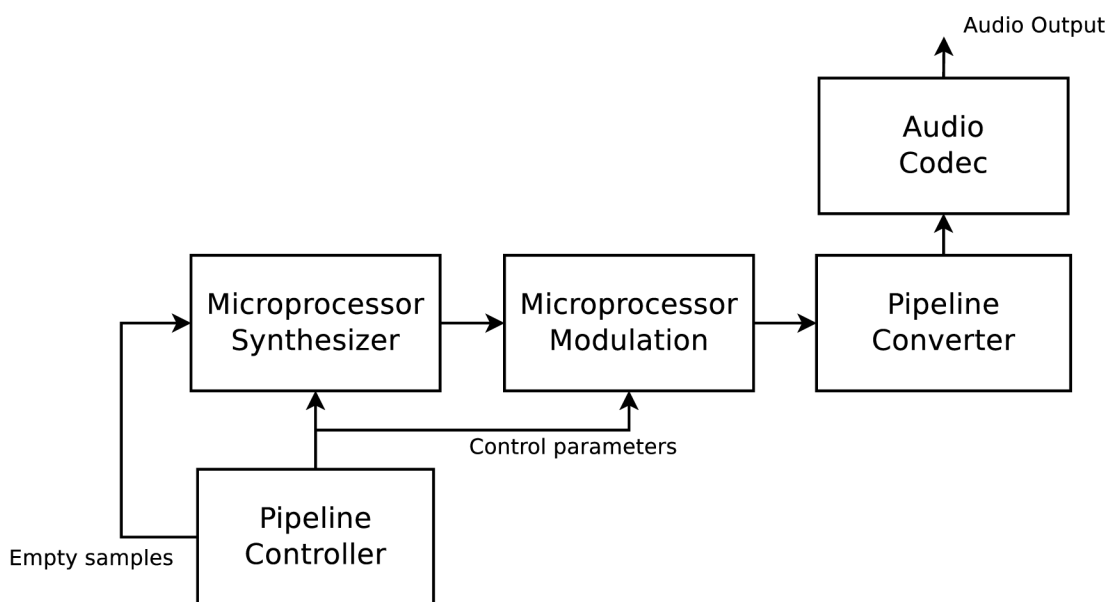 Audio Output
Audio
Codec
Microprocessor
Synthesizer
Microprocessor
Modulation
Pipeline
Converter
Control parameters
Pipeline
Controller
Empty samples